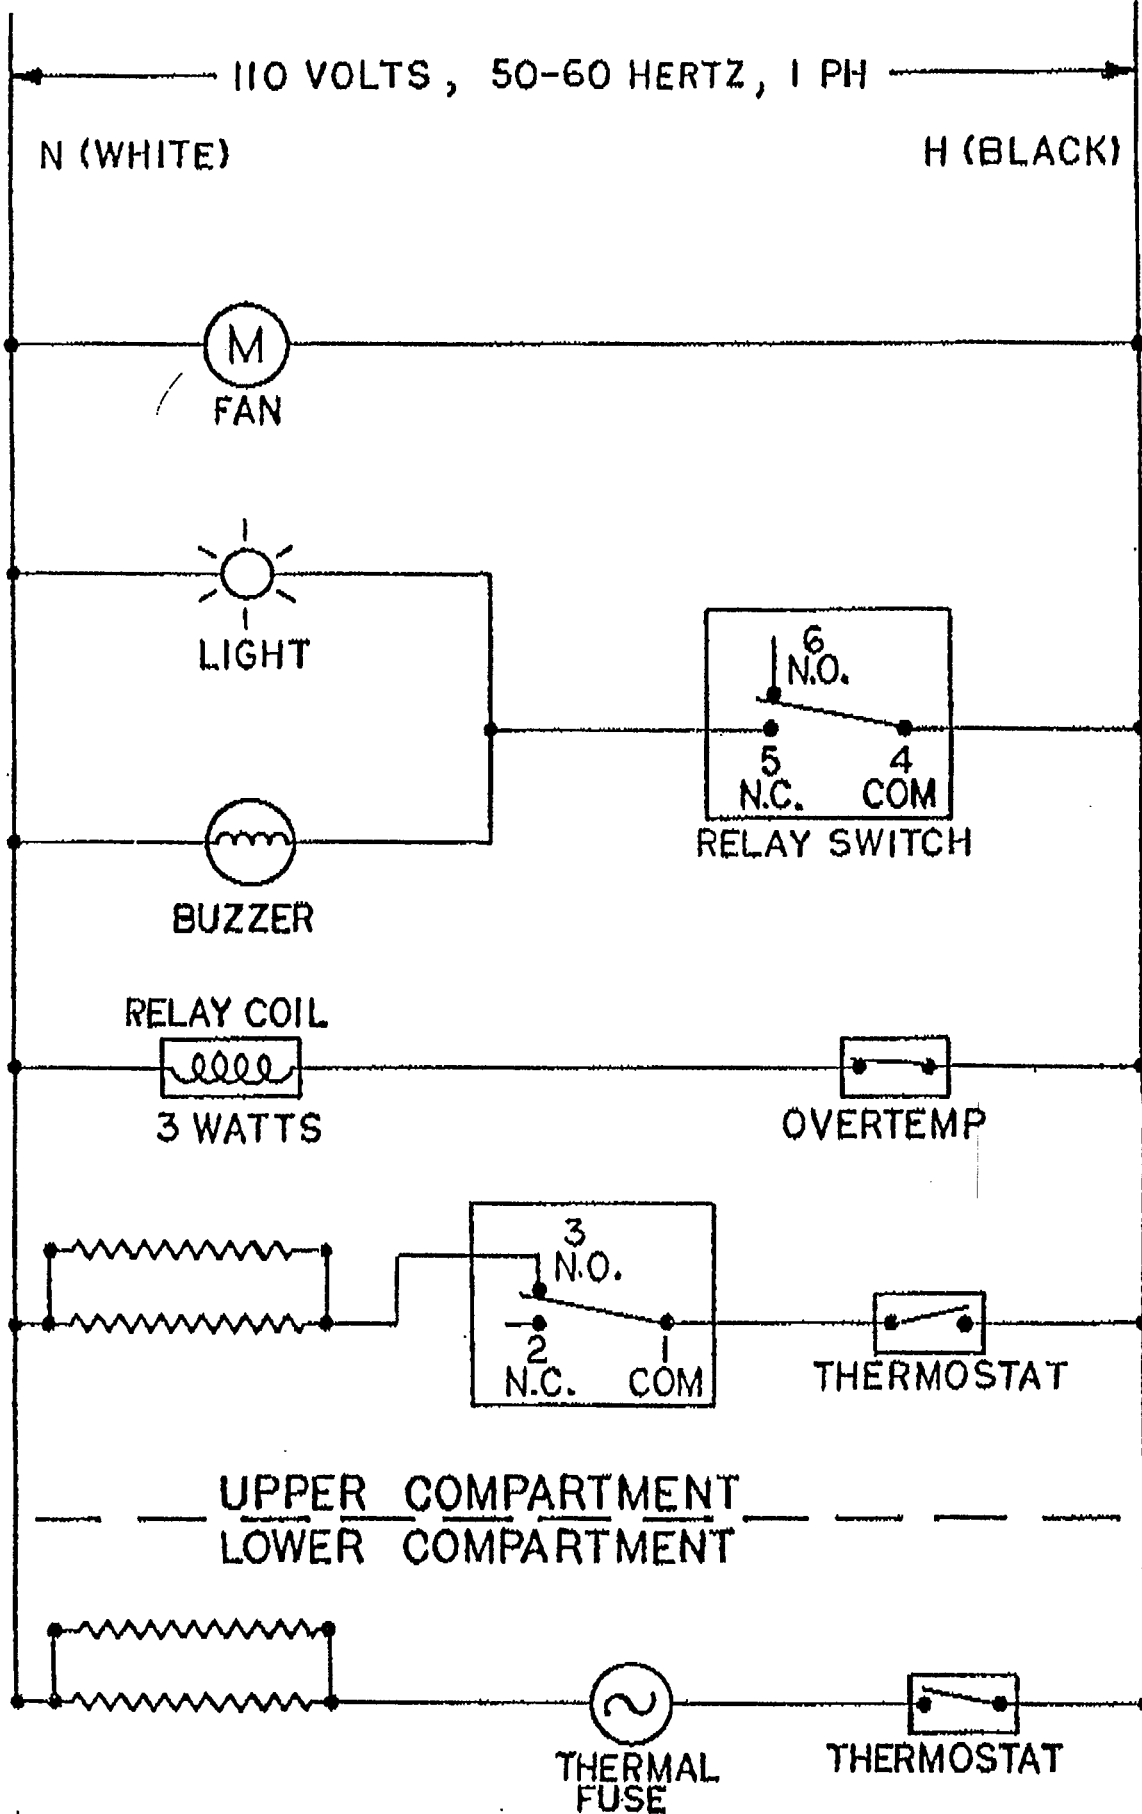 110 VOLTS, 50-60 HERTZ, 1 PH
N (WHITE)
H (BLACK)
M
FAN
LIGHT
6
N.O.
5
4
N.C.
COM
RELAY SWITCH
BUZZER
RELAY COIL
3 WATTS
OVERTEMP
3
N.O.
2
1
N.C.
COM
THERMOSTAT
UPPER COMPARTMENT
LOWER COMPARTMENT
THERMAL
FUSE
THERMOSTAT